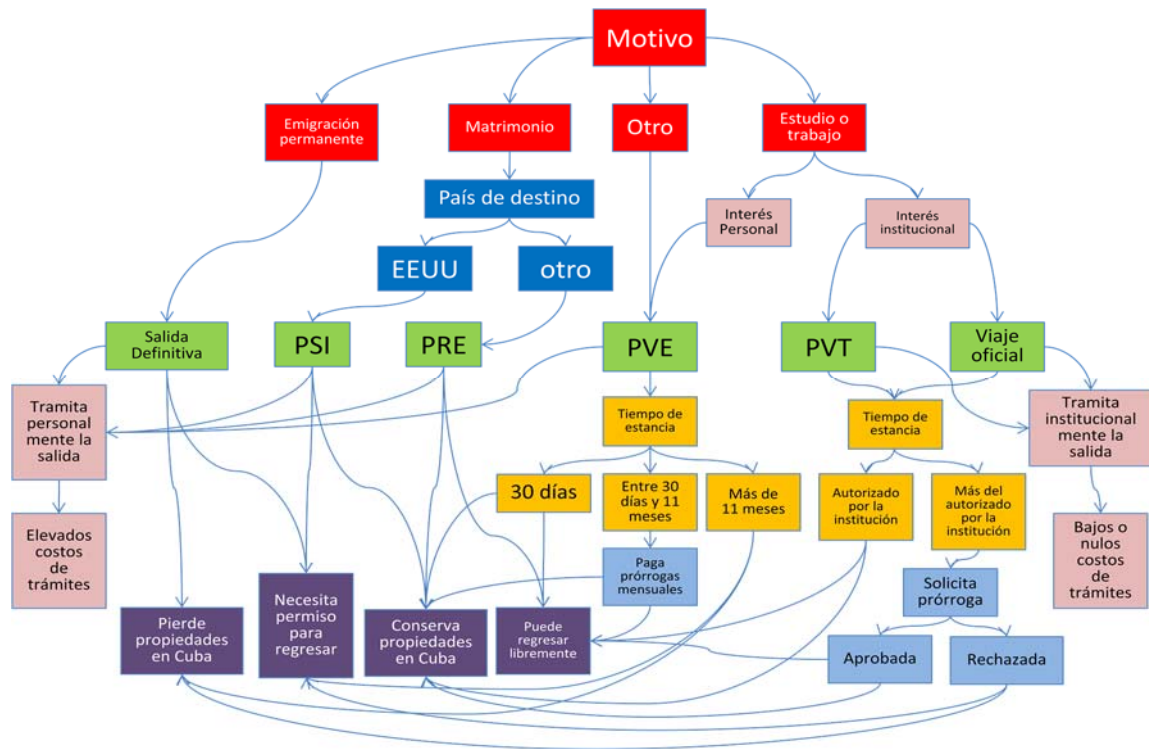 Motivo
Emigración
permanente
Matrimonio
Otro
Estudio o
trabajo
País de destino
Interés
Personal
Interés
institucional
EEUU
otro
Salida
Definitiva
PSI
PRE
PVE
PVT
Viaje
oficial
Tramita
personal
mente la
salida
Tiempo de
estancia
Tiempo de
estancia
Tramita
institucional
mente la
salida
30 días
Entre 30
días y 11
meses
Más de
11 meses
Autorizado
por la
institución
Más del
autorizado
por la
institución
Elevados
costos
de
trámites
Bajos o
nulos
costos
de
trámites
Paga
prórrogas
mensuales
Solicita
prórroga
Pierde
propiedades
en Cuba
Necesita
permiso
para
regresar
Conserva
propiedades
en Cuba
Puede
regresar
libremente
Aprobada
Rechazada